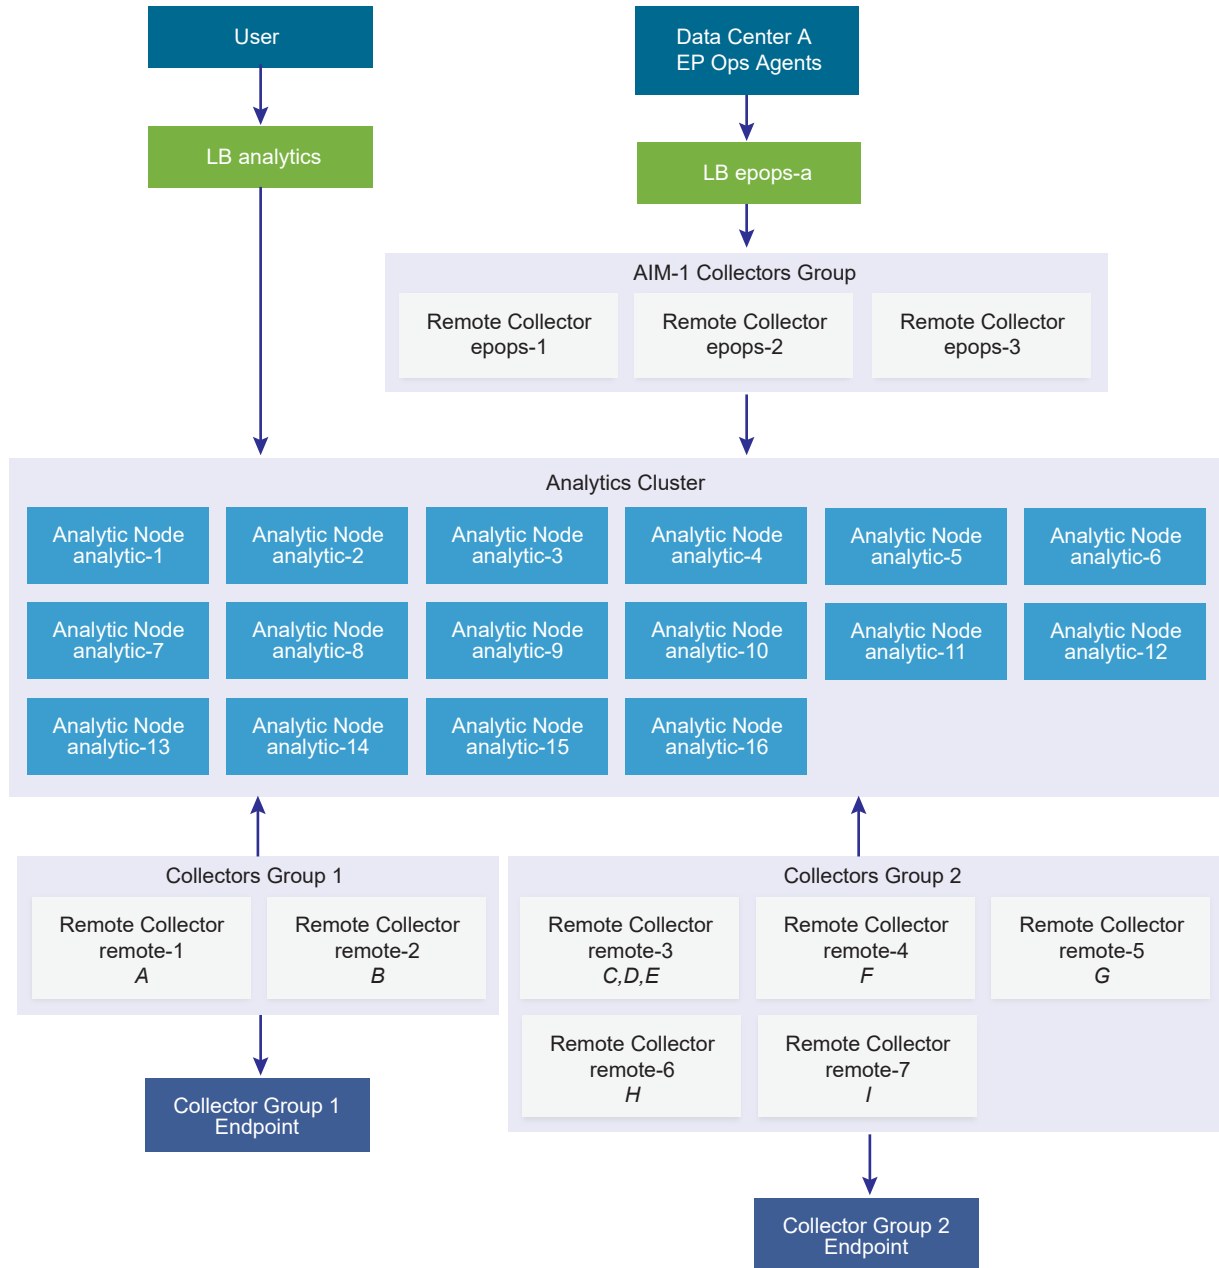 User
Data Center A
EP Ops Agents
LB analytics
LB epops-a
AIM-1 Collectors Group
Remote Collector
epops-1
Remote Collector
epops-2
Remote Collector
epops-3
Analytics Cluster
Analytic Node
analytic-1
Analytic Node
analytic-2
Analytic Node
analytic-3
Analytic Node
analytic-4
Analytic Node
analytic-5
Analytic Node
analytic-6
Analytic Node
analytic-7
Analytic Node
analytic-8
Analytic Node
analytic-9
Analytic Node
analytic-10
Analytic Node
analytic-11
Analytic Node
analytic-12
Analytic Node
analytic-13
Analytic Node
analytic-14
Analytic Node
analytic-15
Analytic Node
analytic-16
Collectors Group 1
Remote Collector
remote-1
A
Remote Collector
remote-2
B
Collectors Group 2
Remote Collector
remote-3
C,D,E
Remote Collector
remote-4
F
Remote Collector
remote-5
G
Remote Collector
remote-6
H
Remote Collector
remote-7
I
Collector Group 1
Endpoint
Collector Group 2
Endpoint